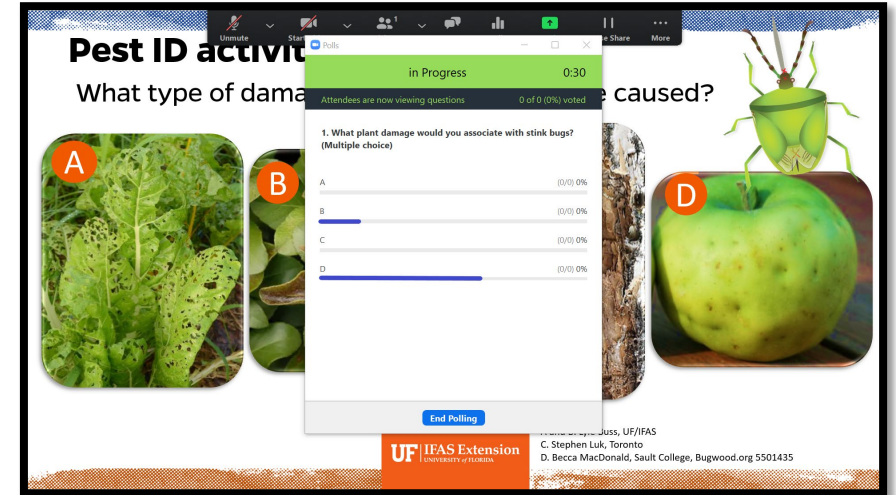 Unmute
1
Share
More
Pest ID
Polls
in Progress
0:30
What type of
caused?
Attendees are now viewing questions
0 of 0 (0%) voted
1. What plant damage would you associate with stink bugs?
(Multiple choice)
A
B
D
A
(0/0) 0%
B
(0/0) 0%
C
(0/0) 0%
D
(0/0) 0%
End Polling
UF IFAS Extension
UNIVERSITY of FLORIDA
UF/IFAS
C. Stephen Luk, Toronto
D. Becca MacDonald, Sault College, Bugwood.org 5501435